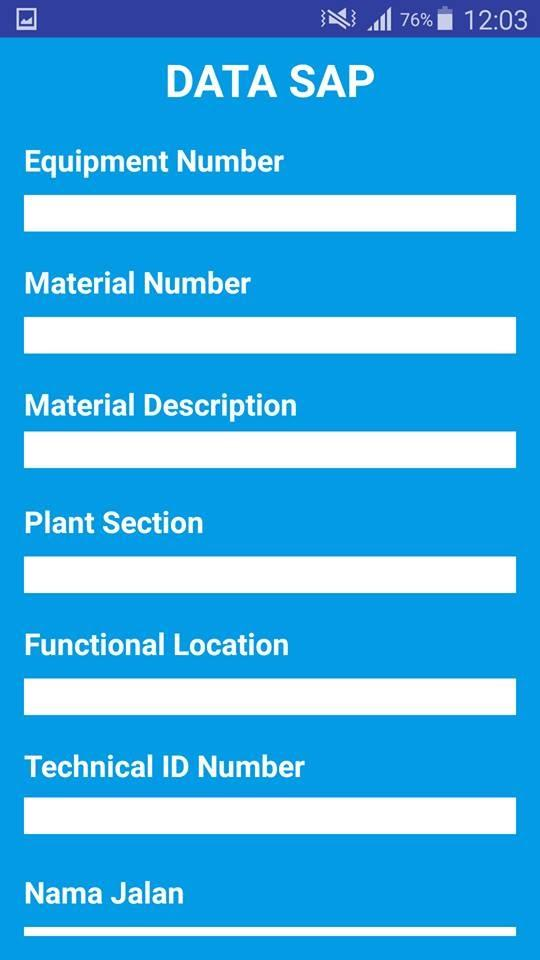 76% 12:03
DATA SAP
Equipment Number
Material Number
Material Description
Plant Section
Functional Location
Technical ID Number
Nama Jalan